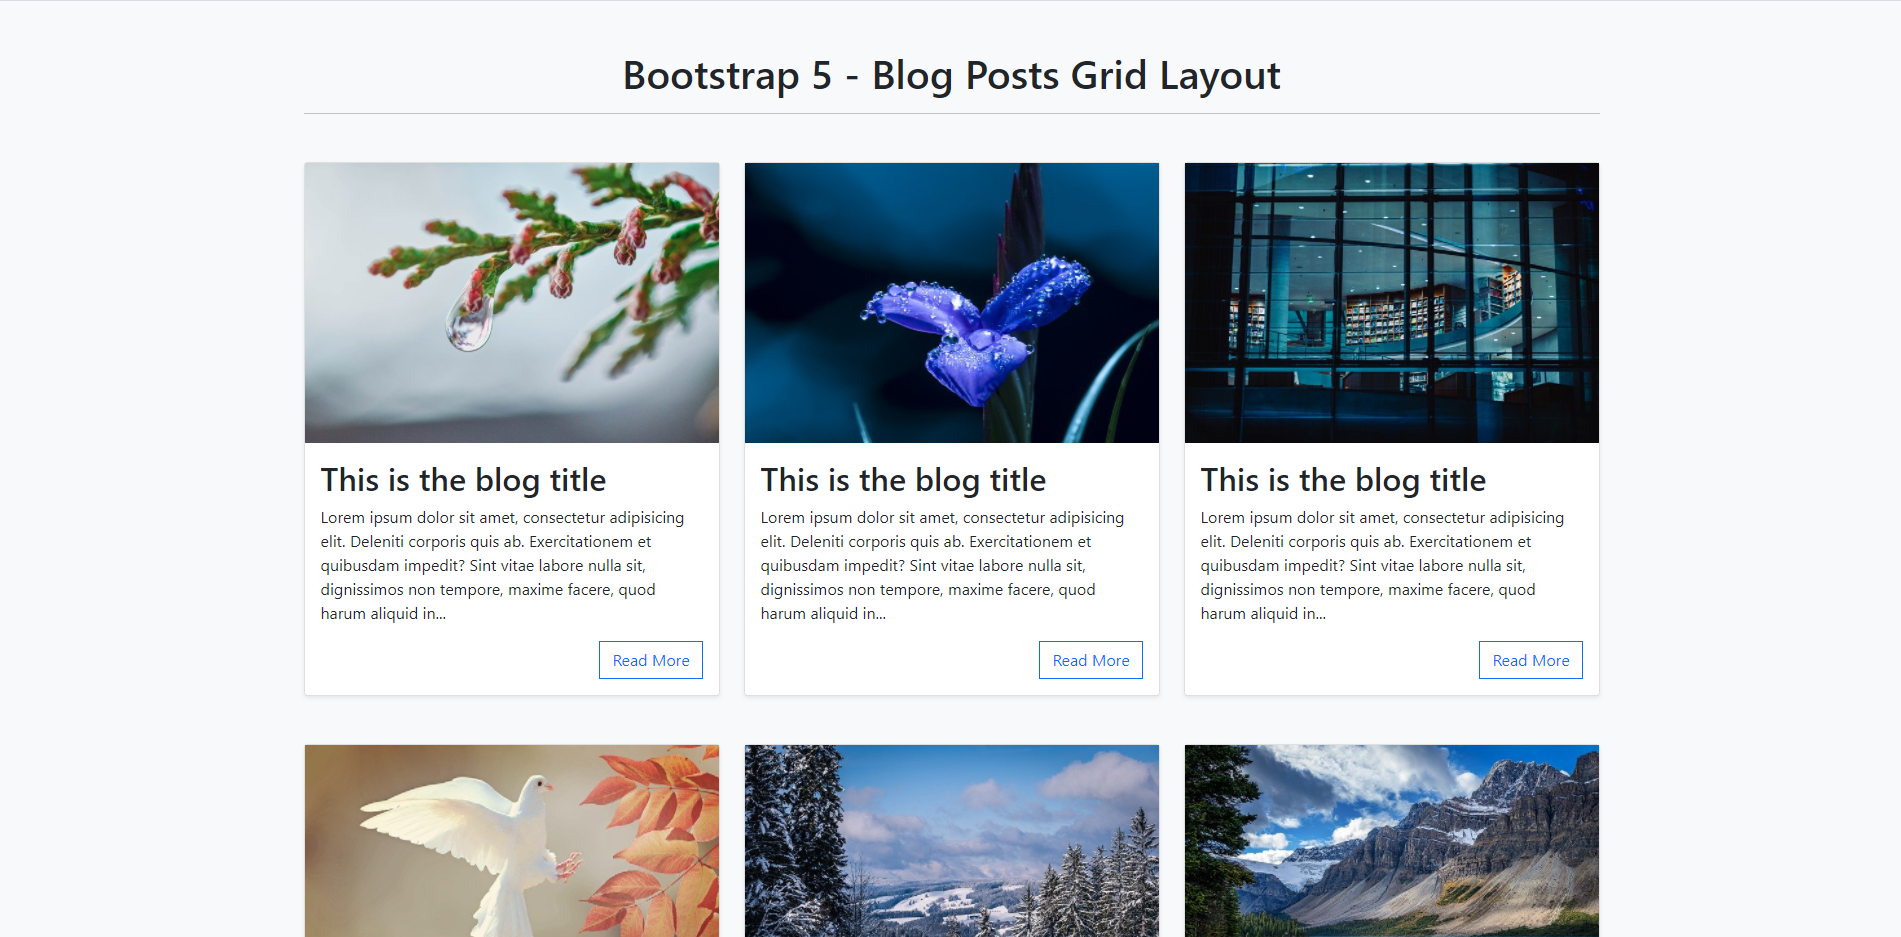 Bootstrap 5 - Blog Posts Grid Layout
This is the blog title
Lorem ipsum dolor sit amet, consectetur adipisicing
elit. Deleniti corporis quis ab. Exercitationem et
quibusdam impedit? Sint vitae labore nulla sit,
dignissimos non tempore, maxime facere, quod
harum aliquid in...
Read More
This is the blog title
Lorem ipsum dolor sit amet, consectetur adipisicing
elit. Deleniti corporis quis ab. Exercitationem et
quibusdam impedit? Sint vitae labore nulla sit,
dignissimos non tempore, maxime facere, quod
harum aliquid in...
Read More
This is the blog title
Lorem ipsum dolor sit amet, consectetur adipisicing
elit. Deleniti corporis quis ab. Exercitationem et
quibusdam impedit? Sint vitae labore nulla sit,
dignissimos non tempore, maxime facere, quod
harum aliquid in...
Read More